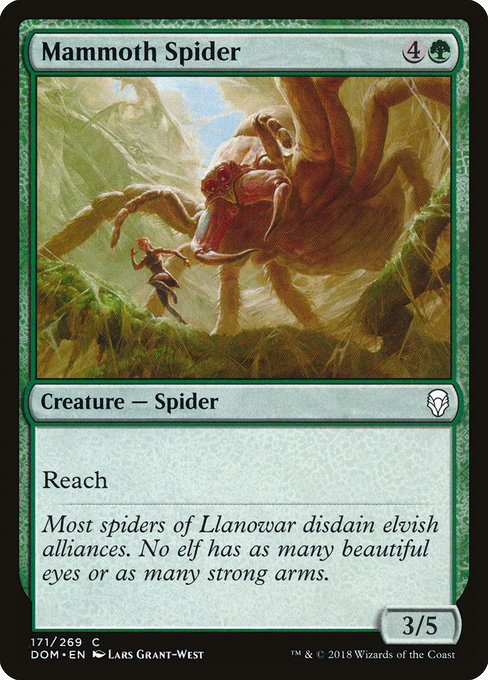 Mammoth Spider 4
Creature — Spider
Reach
Most spiders of Llanowar disdain elvish
alliances. No elf has as many beautiful
eyes or as many strong arms.
3/5
171/269 C
DOM • EN Lars Grant-West ™ & © 2018 Wizards of the Coast